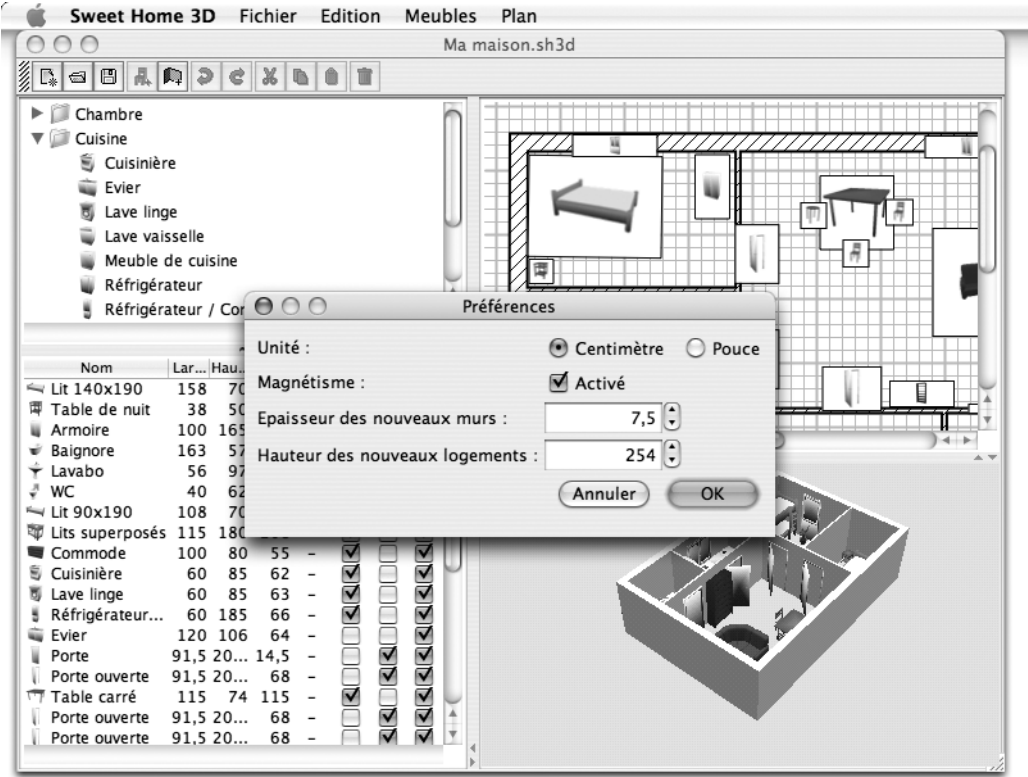 Sweet Home 3D Fichier Edition Meubles Plan
Ma maison.sh3d
Chambre
Cuisine
Cuisinière
Evier
Lave linge
Lave vaisselle
Meuble de cuisine
Réfrigérateur
Réfrigérateur / Cor
Préférences
Unité : Centimètre Pouce
Magnétisme : Activé
Epaisseur des nouveaux murs : 7,5
Hauteur des nouveaux logements : 254
Annuler OK
Nom Lar... Hau...
Lit 140x190 158 70
Table de nuit 38 50
Armoire 100 165
Baignore 163 57
Lavabo 56 97
WC 40 62
Lit 90x190 108 70
Lits superposés 115 180
Commode 100 80 55 –
Cuisinière 60 85 62 –
Lave linge 60 85 63 –
Réfrigérateur... 60 185 66 –
Evier 120 106 64 –
Porte 91,5 20... 14,5 –
Porte ouverte 91,5 20... 68 –
Table carré 115 74 115 –
Porte ouverte 91,5 20... 68 –
Porte ouverte 91,5 20... 68 –